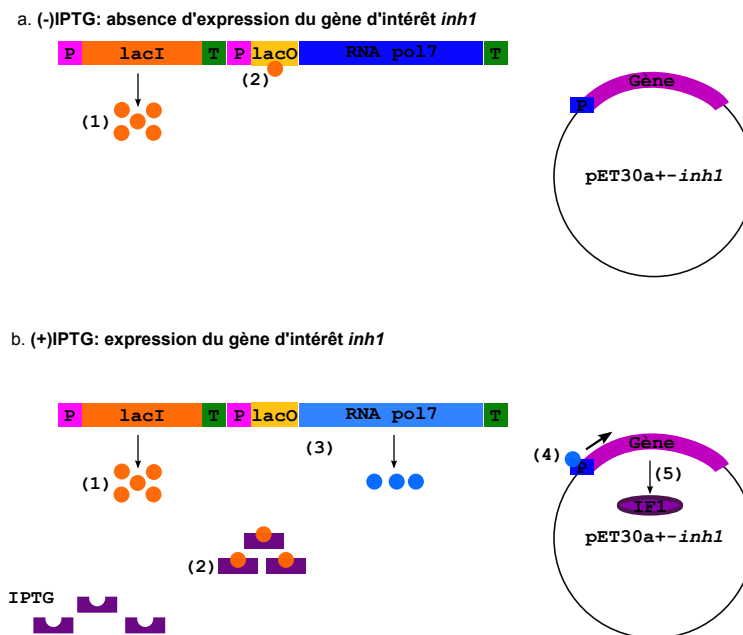 a. (-)IPTG: absence d'expression du gène d'intérêt inh1
P lacI T P lacO RNA pol7 T
(2)
(1)
Gène
P
pET30a+-inh1
b. (+)IPTG: expression du gène d'intérêt inh1
P lacI T P lacO RNA pol7 T
(3)
(1)
(2)
IPTG
Gène
(4)
P
(5)
IF1
pET30a+-inh1